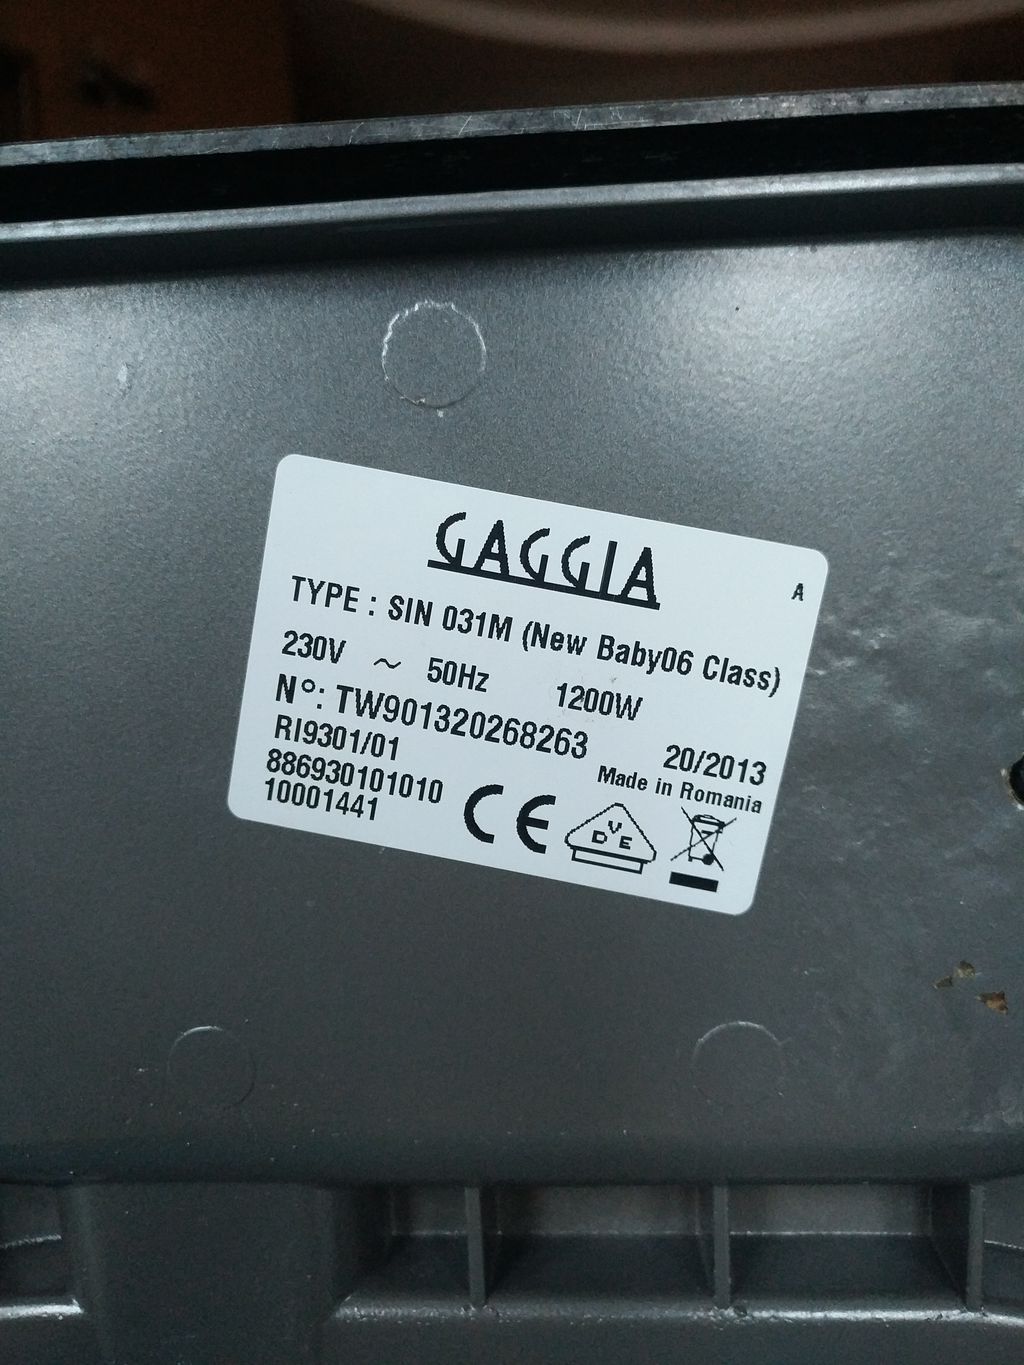 GAGGIA
A
TYPE : SIN 031M (New Baby06 Class)
230V ~ 50Hz 1200W
N°: TW901320268263
RI9301/01 20/2013
886930101010 Made in Romania
10001441
CE
VDE